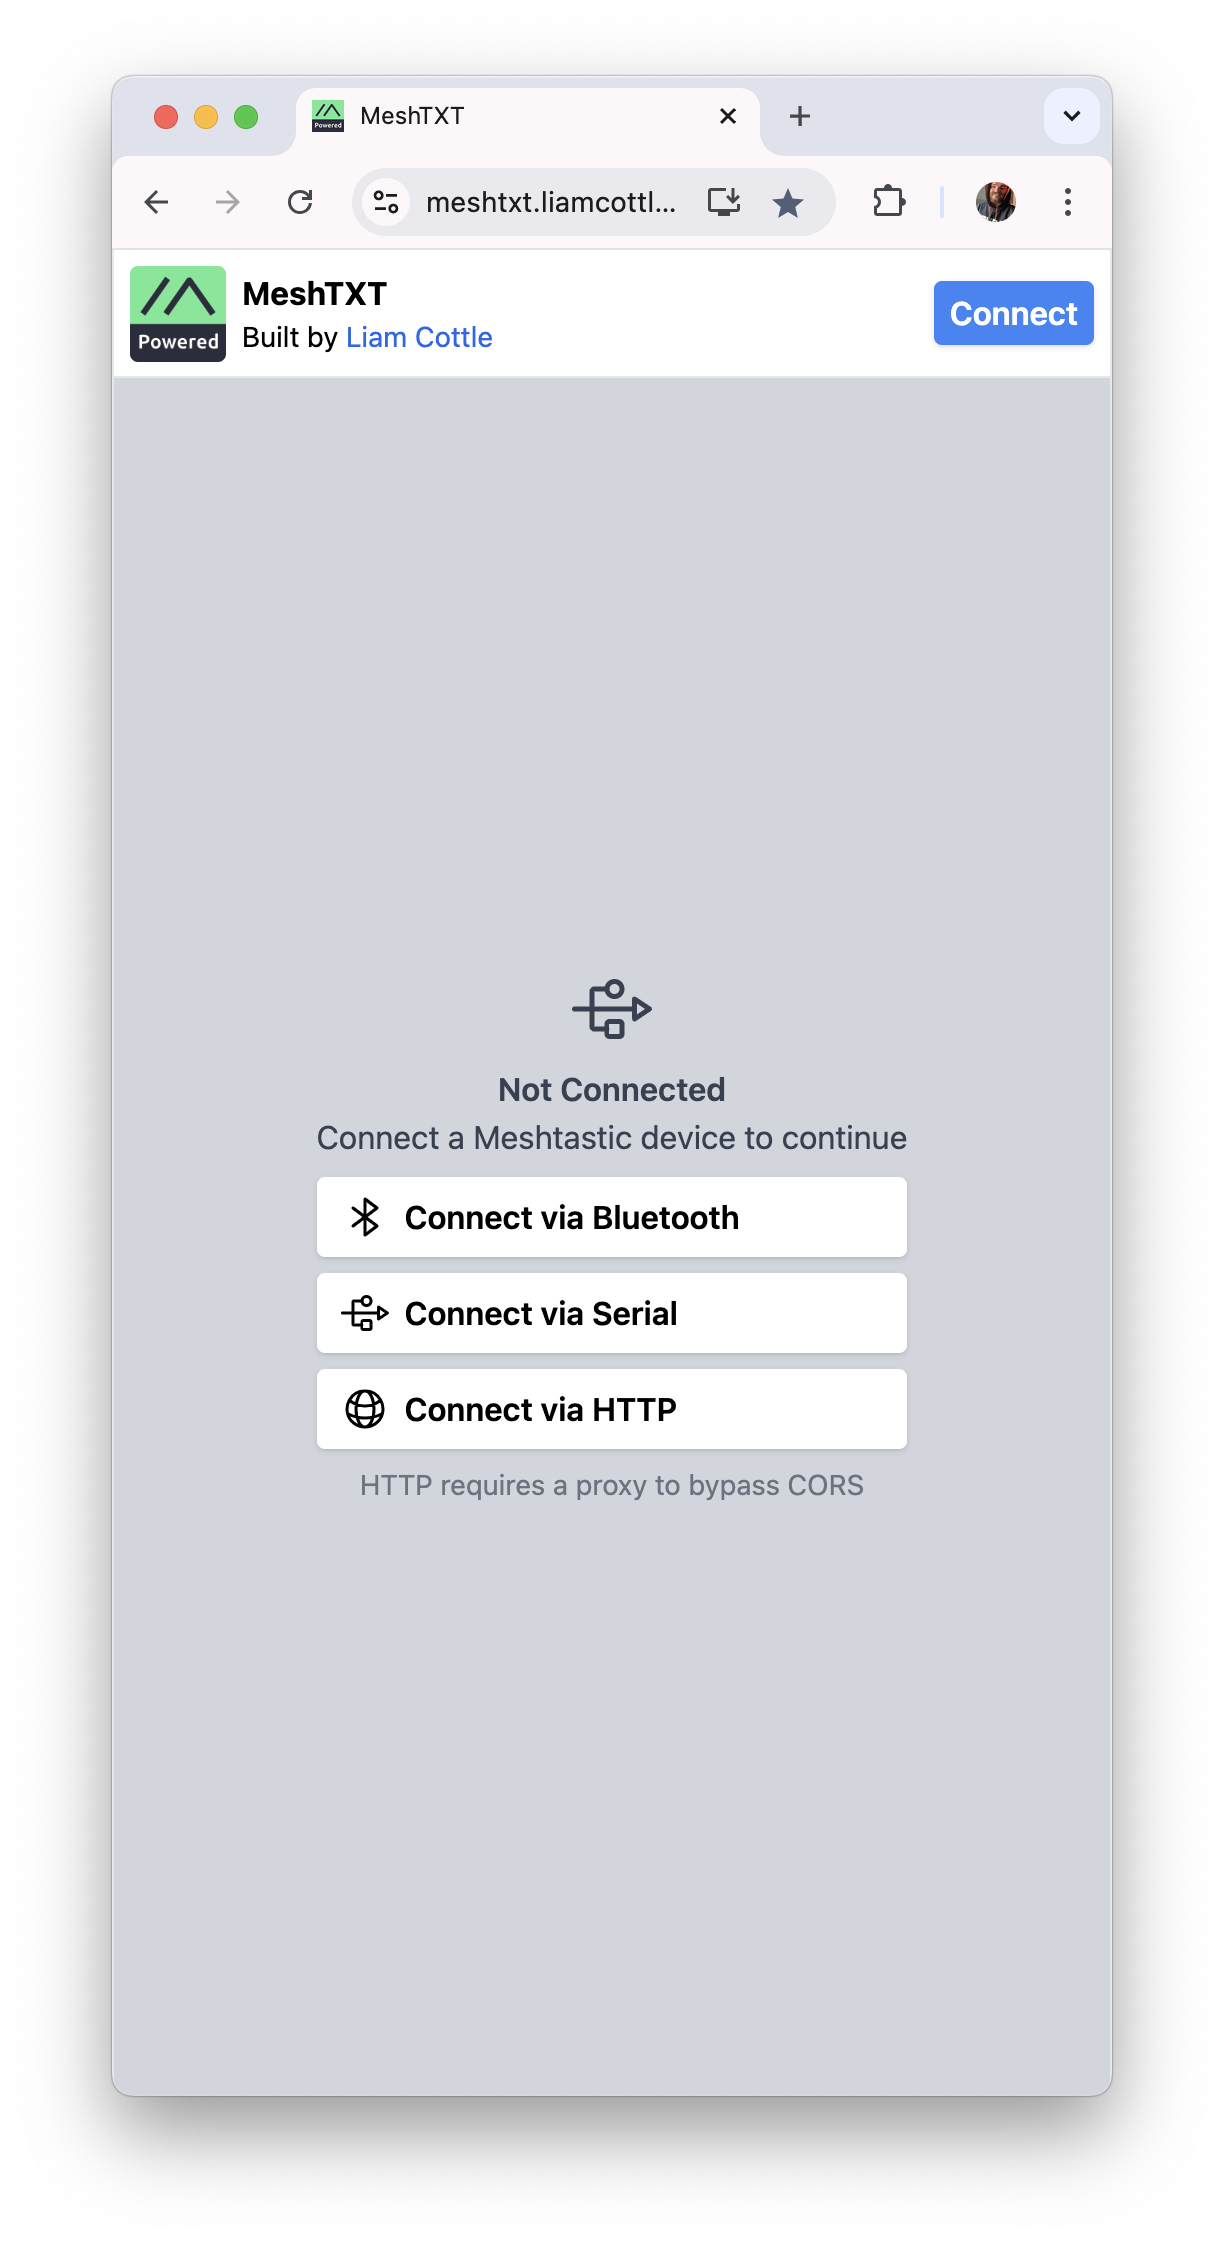 MeshTXT
Powered
meshtxt.liamcottl...
Powered
MeshTXT
Built by Liam Cottle
Connect
Not Connected
Connect a Meshtastic device to continue
Connect via Bluetooth
Connect via Serial
Connect via HTTP
HTTP requires a proxy to bypass CORS